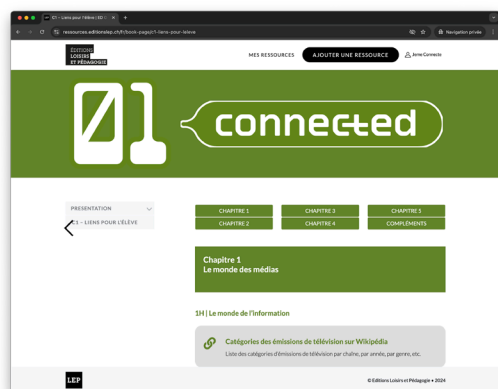 C1 – Liens pour l'élève | ED
ressources.editionslep.ch/fr/book-page/c1-liens-pour-leleve
Navigation privée
ÉDITIONS
LOISIRS
ET PÉDAGOGIE
MES RESSOURCES
AJOUTER UNE RESSOURCE
Jeme Connecte
01 connected
PRESENTATION
C1 – LIENS POUR L'ÉLÈVE
CHAPITRE 1
CHAPITRE 3
CHAPITRE 5
CHAPITRE 2
CHAPITRE 4
COMPLÉMENTS
Chapitre 1
Le monde des médias
1H | Le monde de l'information
Catégories des émissions de télévision sur Wikipédia
Liste des catégories d'émissions de télévision par chaîne, par année, par genre, etc.
LEP
© Editions Loisirs et Pédagogie • 2024